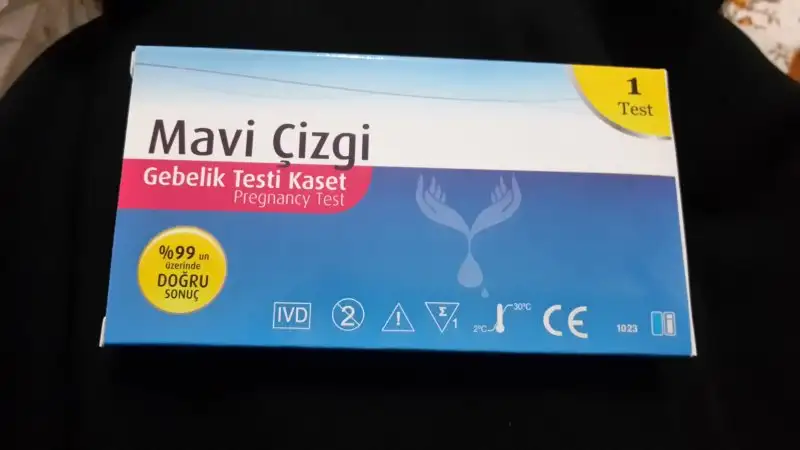 1
Test
Mavi Çizgi
Gebelik Testi Kaset
Pregnancy Test
%99 un
üzerinde
DOĞRU
SONUÇ
IVD
2
!
Σ
1
2°C
30°C
CE
1023